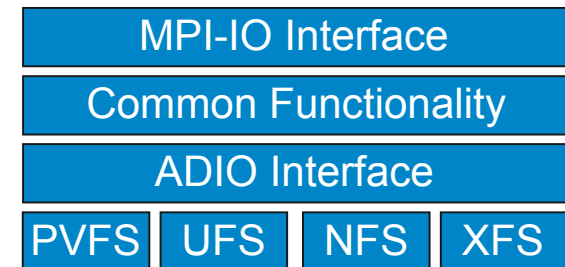 MPI-IO Interface
Common Functionality
ADIO Interface
PVFS UFS NFS XFS